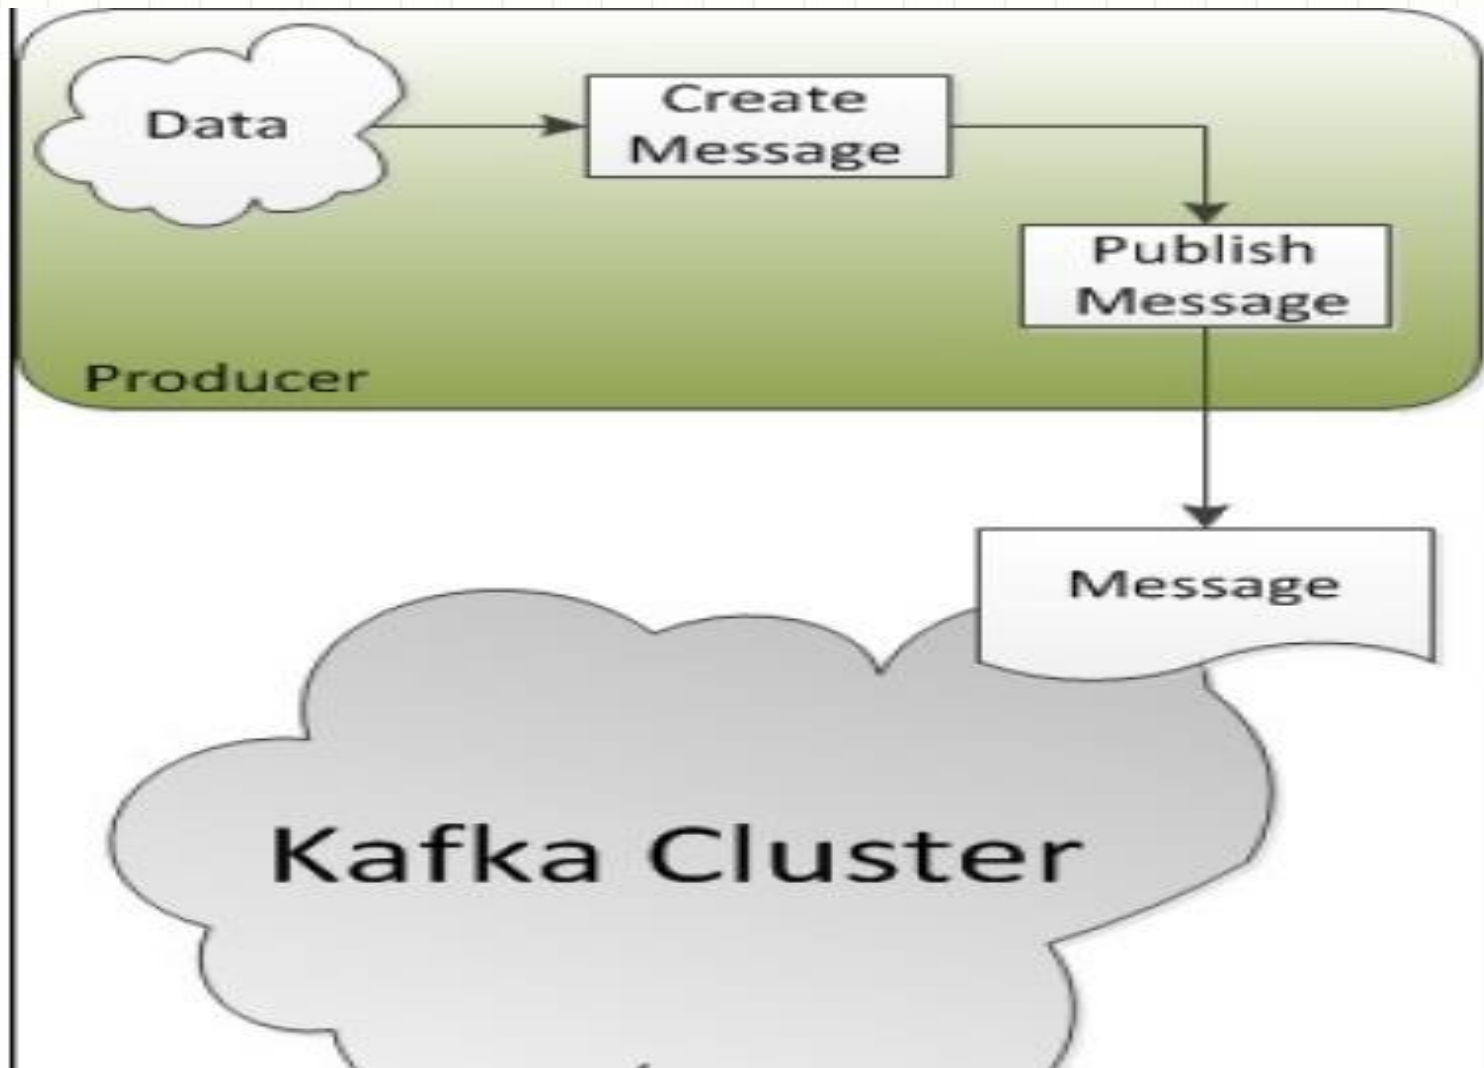 Data
Create
Message
Publish
Message
Producer
Message
Kafka Cluster